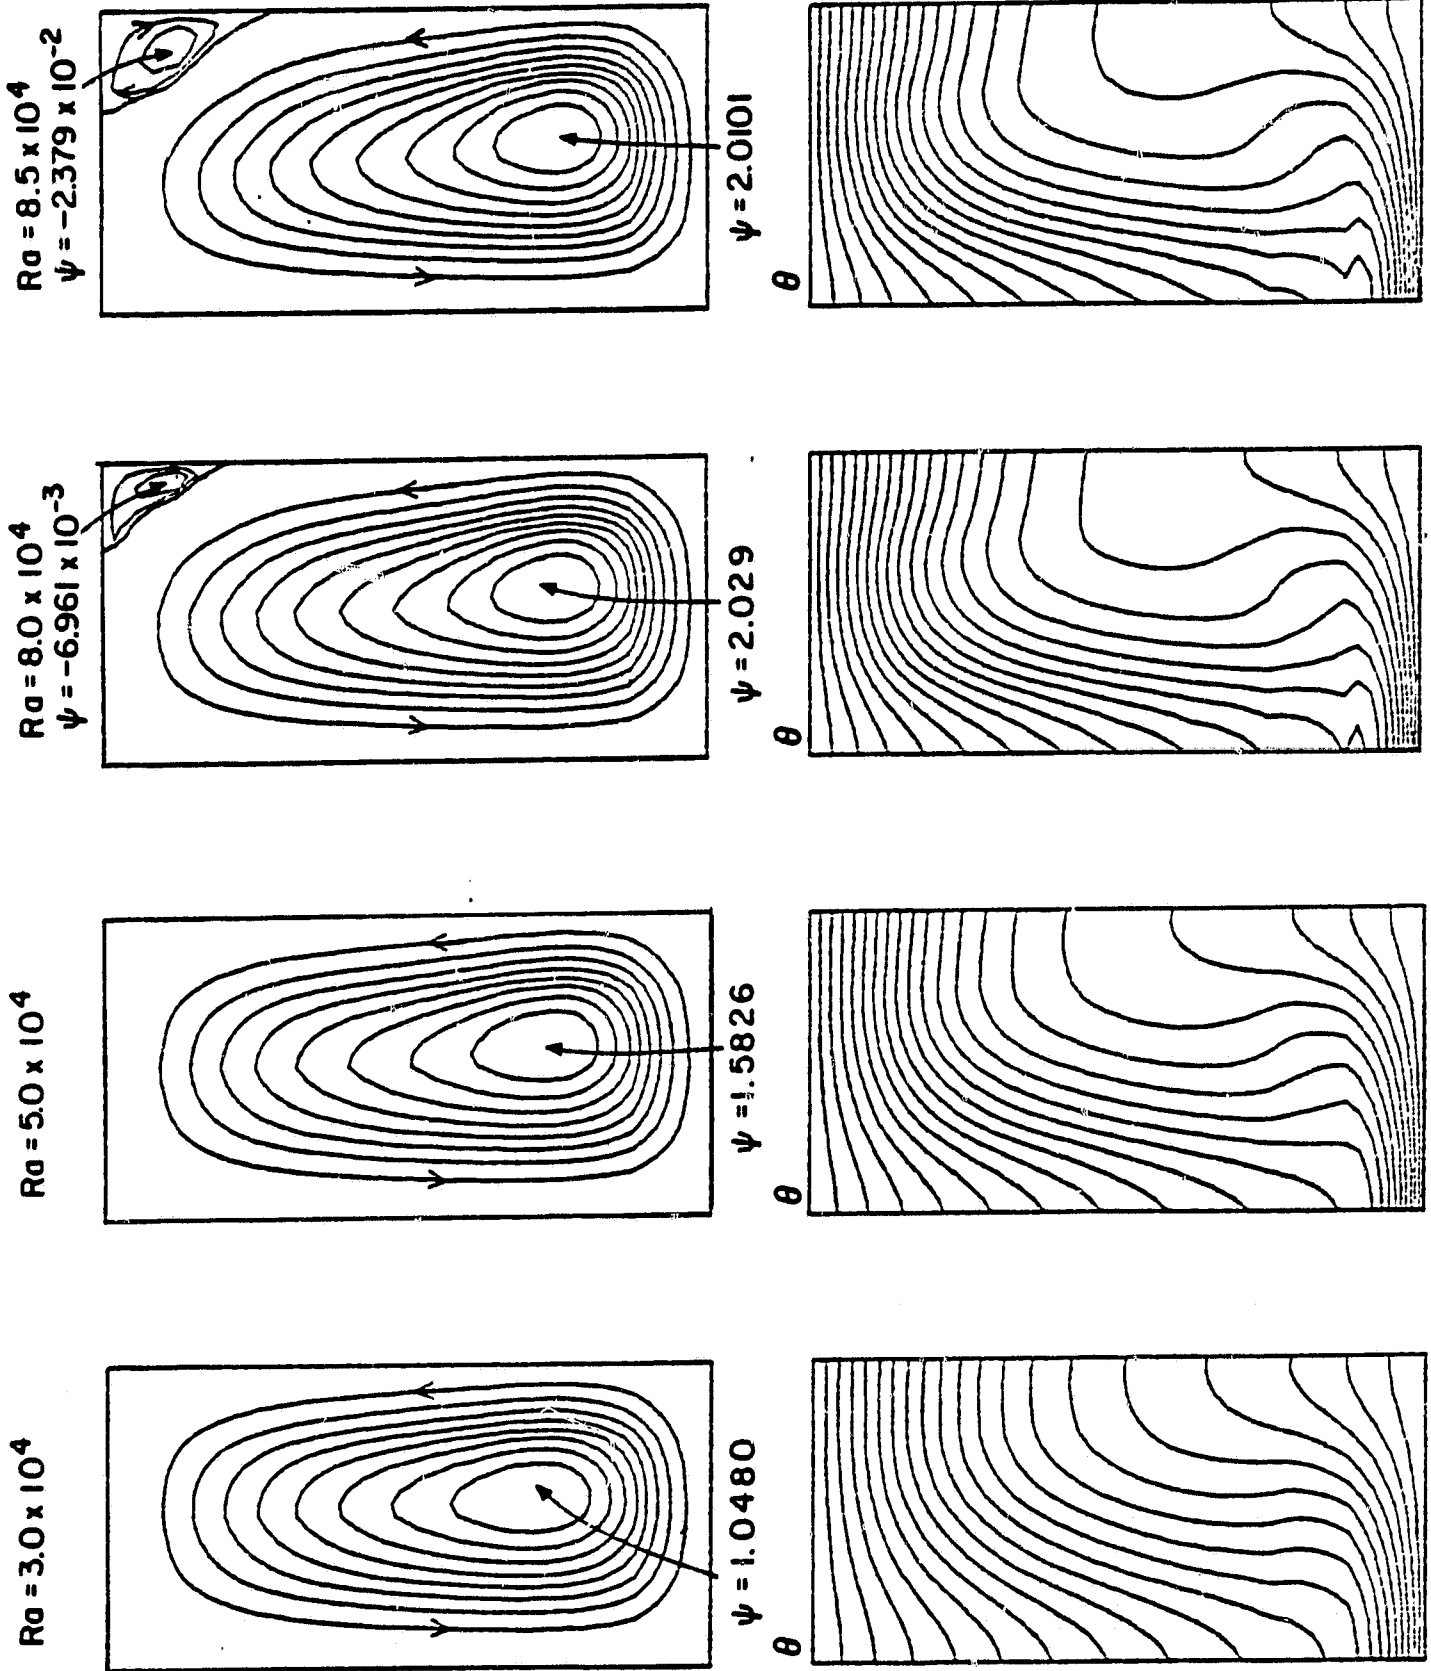 Ra = 3.0 x 10⁴
ψ = 1.0480
θ
Ra = 5.0 x 10⁴
ψ = 1.5826
θ
Ra = 8.0 x 10⁴
ψ = -6.961 x 10⁻³
ψ = 2.029
θ
Ra = 8.5 x 10⁴
ψ = -2.379 x 10⁻²
ψ = 2.0101
θ